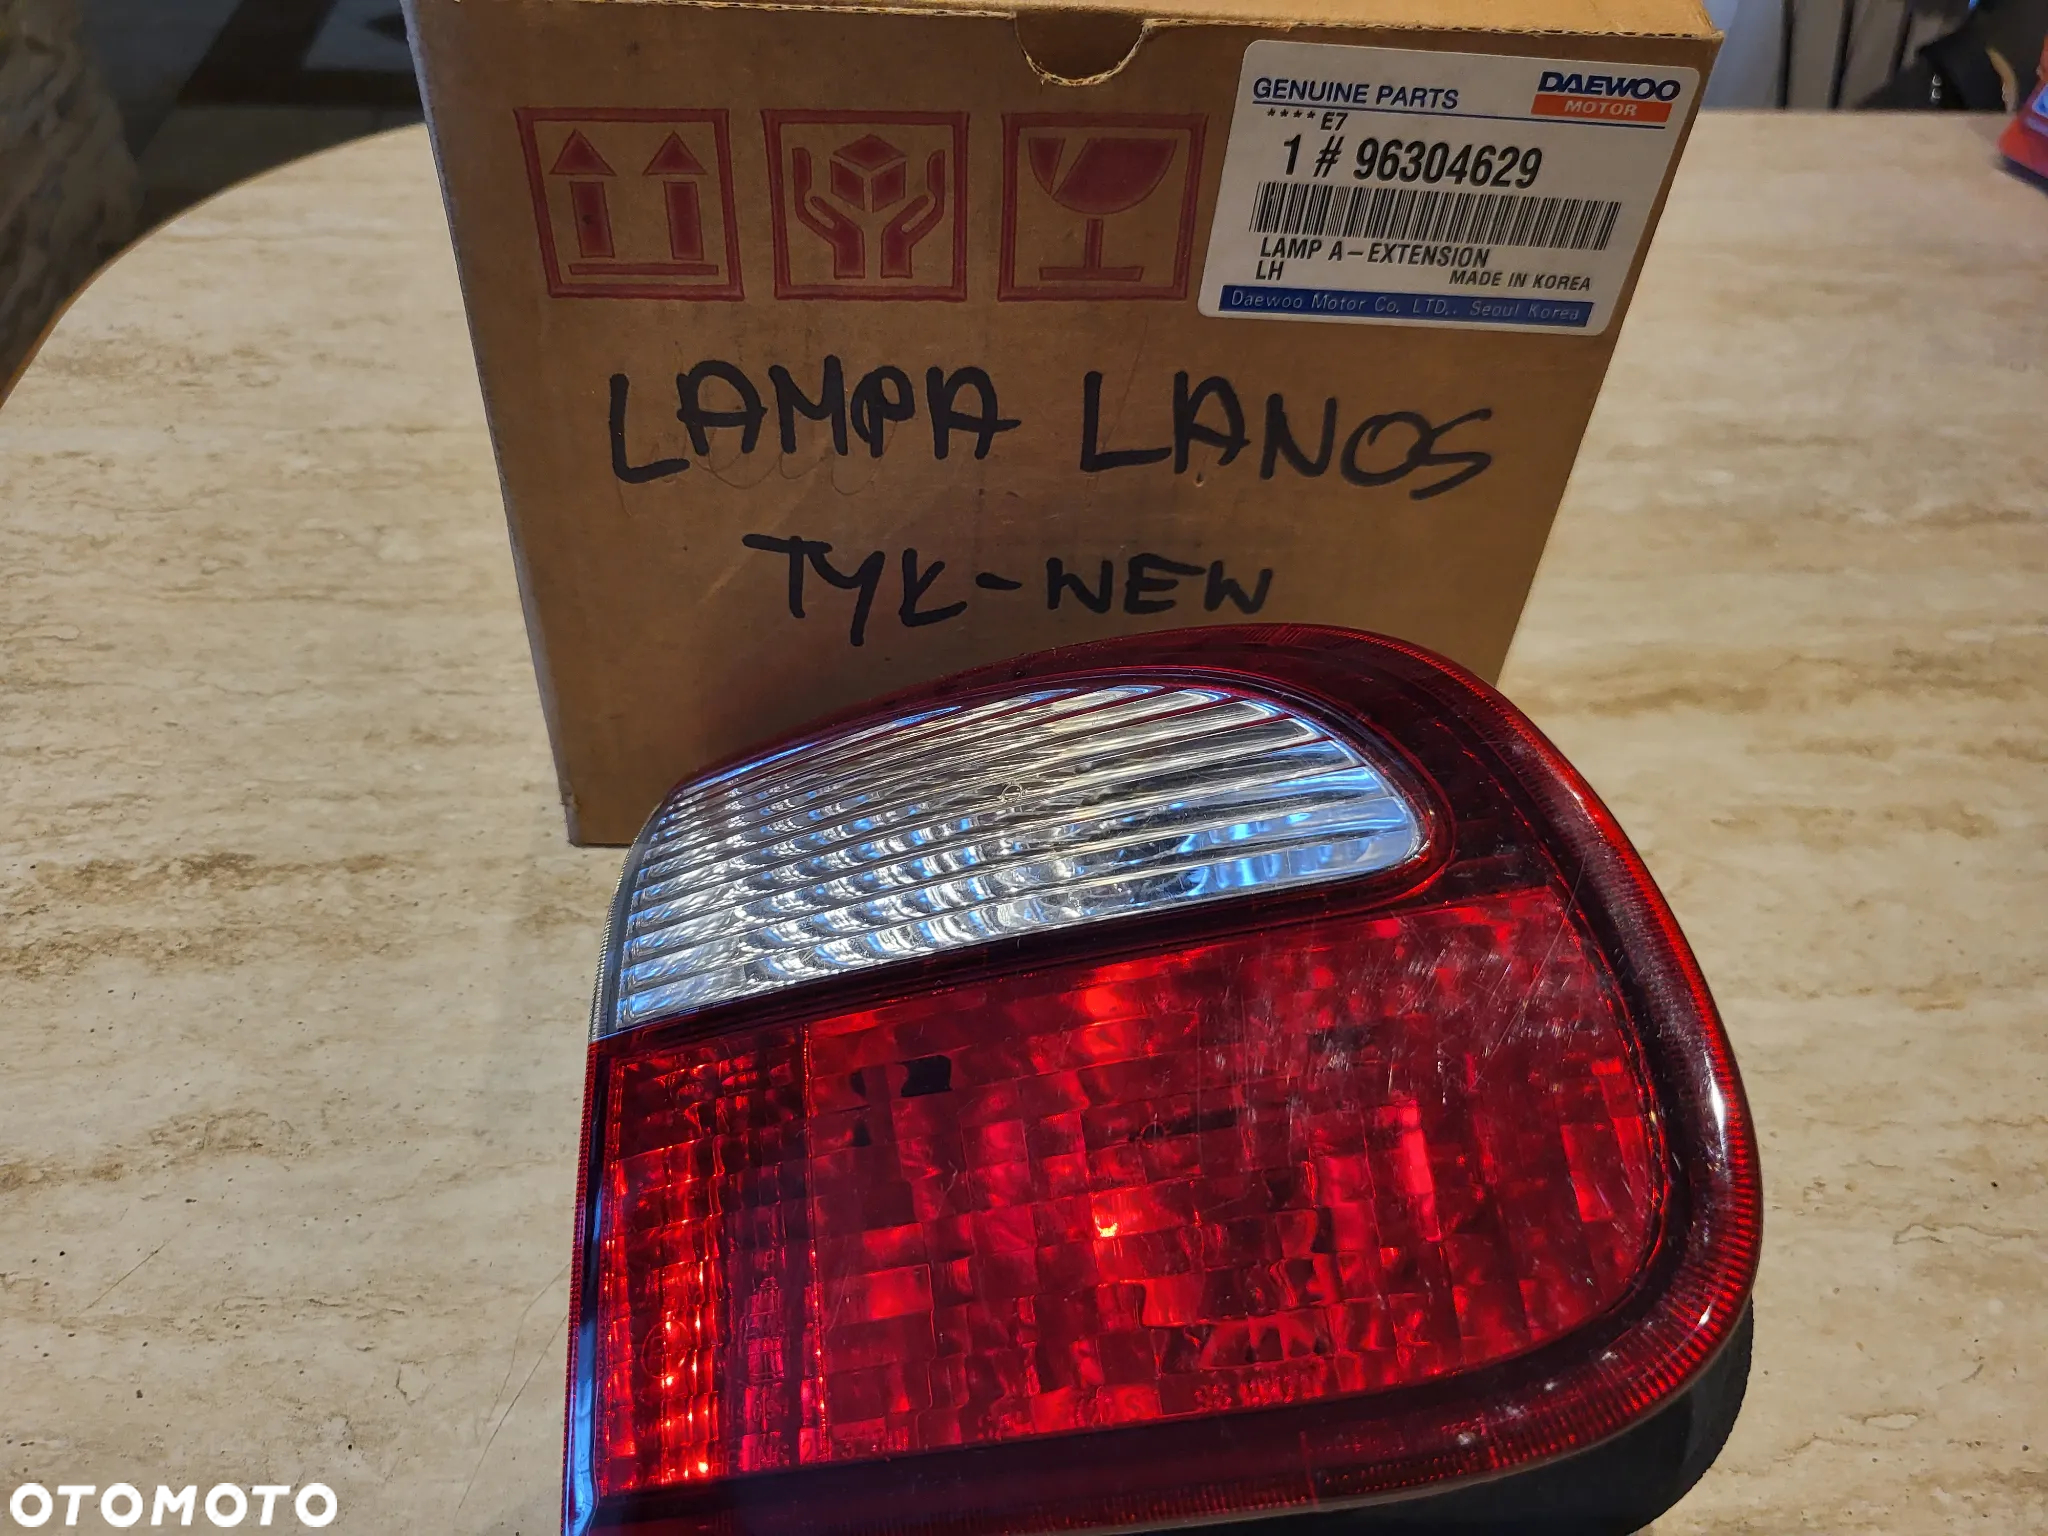 GENUINE PARTS
DAEWOO
MOTOR
****E7
1 # 96304629
LAMP A-EXTENSION
LH
MADE IN KOREA
Daewoo Motor Co, LTD,. Seoul Korea
LAMPA LANOS
TYŁ-NEW
OTOMOTO